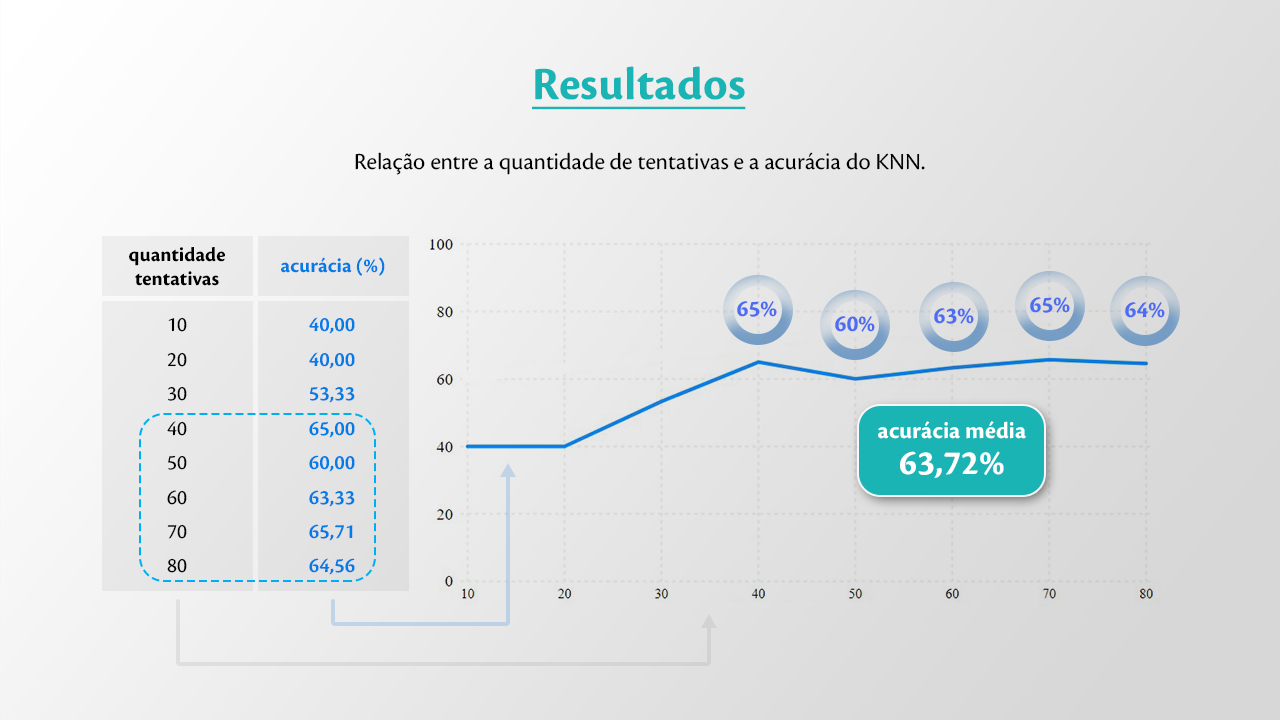 Resultados
Relação entre a quantidade de tentativas e a acurácia do KNN.
quantidade
tentativas
acurácia (%)
10 40,00
20 40,00
30 53,33
40 65,00
50 60,00
60 63,33
70 65,71
80 64,56
100
80
60
40
20
0
10 20 30 40 50 60 70 80
65% 60% 63% 65% 64%
acurácia média
63,72%